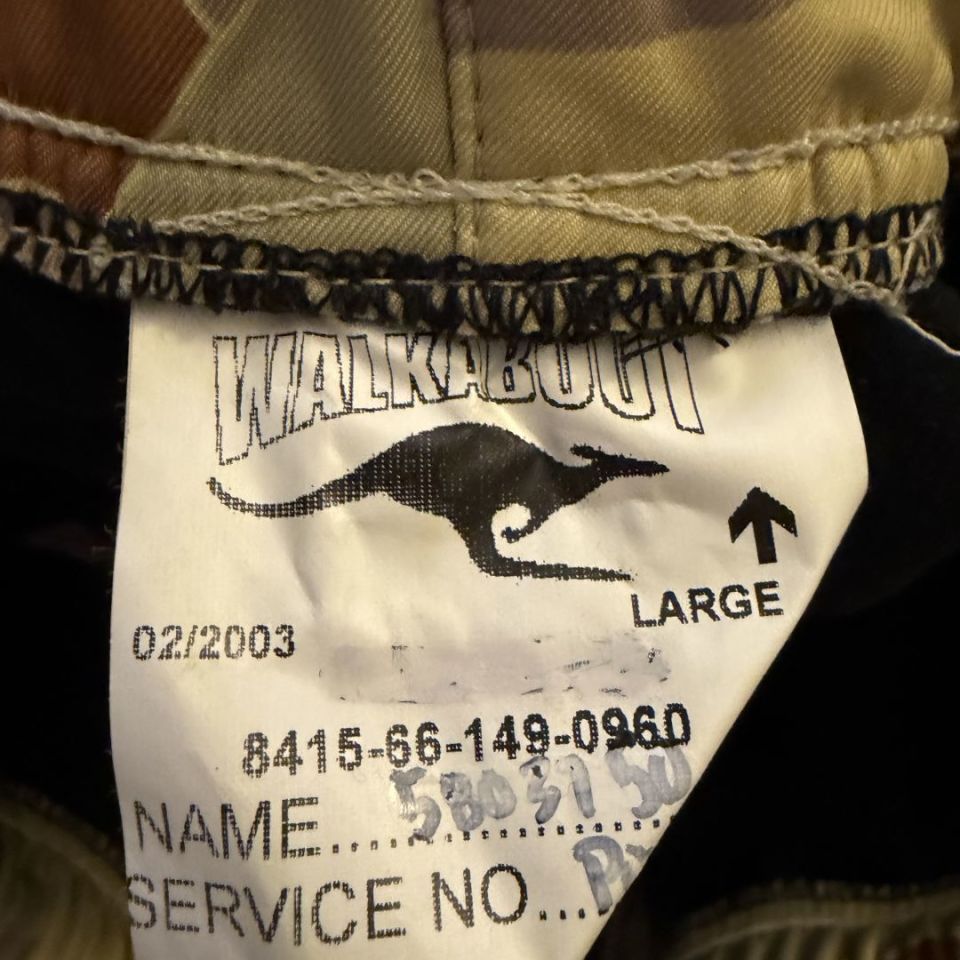 WALKABOUT
LARGE
02/2003
8415-66-149-0960
NAME....
SERVICE NO...